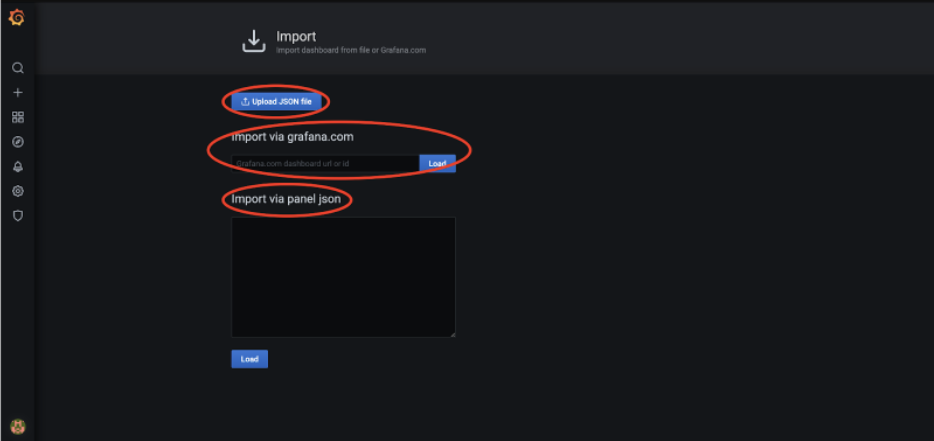 Import
Import dashboard from file or Grafana.com
Upload JSON file
Import via grafana.com
Grafana.com dashboard url or id
Load
Import via panel json
Load